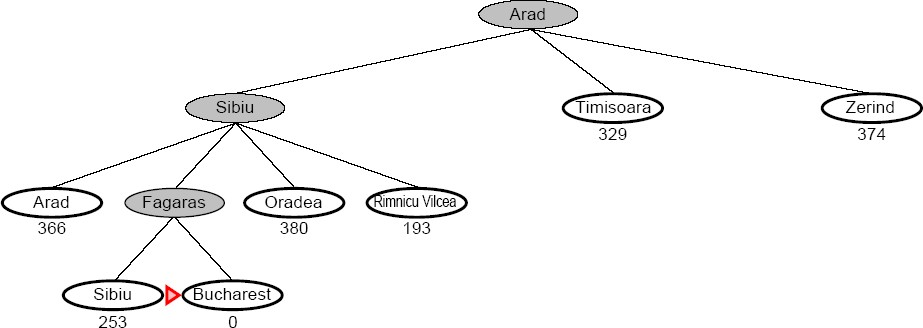 Arad
Sibiu Timisoara Zerind
329 374
Arad Fagaras Oradea Rimnicu Vilcea
366 380 193
Sibiu Bucharest
253 0